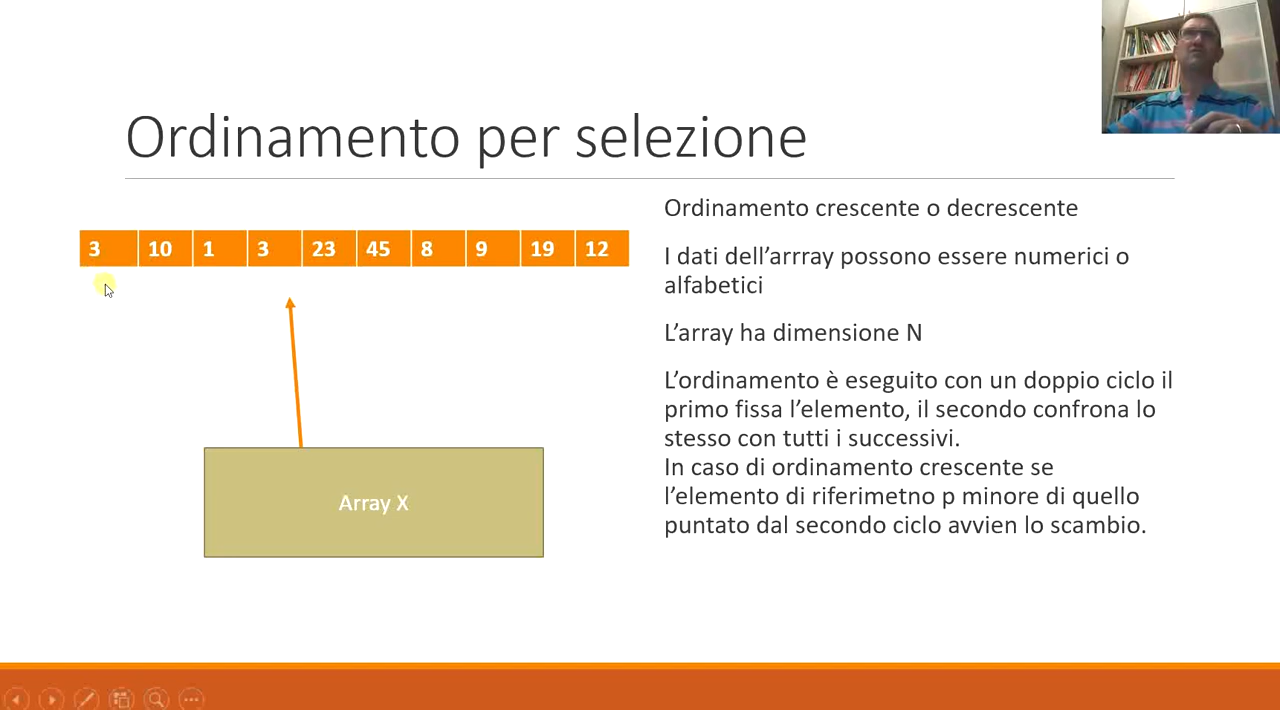 Ordinamento per selezione
3 10 1 3 23 45 8 9 19 12
Array X
Ordinamento crescente o decrescente
I dati dell’arrray possono essere numerici o
alfabetici
L’array ha dimensione N
L’ordinamento è eseguito con un doppio ciclo il
primo fissa l’elemento, il secondo confrona lo
stesso con tutti i successivi.
In caso di ordinamento crescente se
l’elemento di riferimetno p minore di quello
puntato dal secondo ciclo avvien lo scambio.